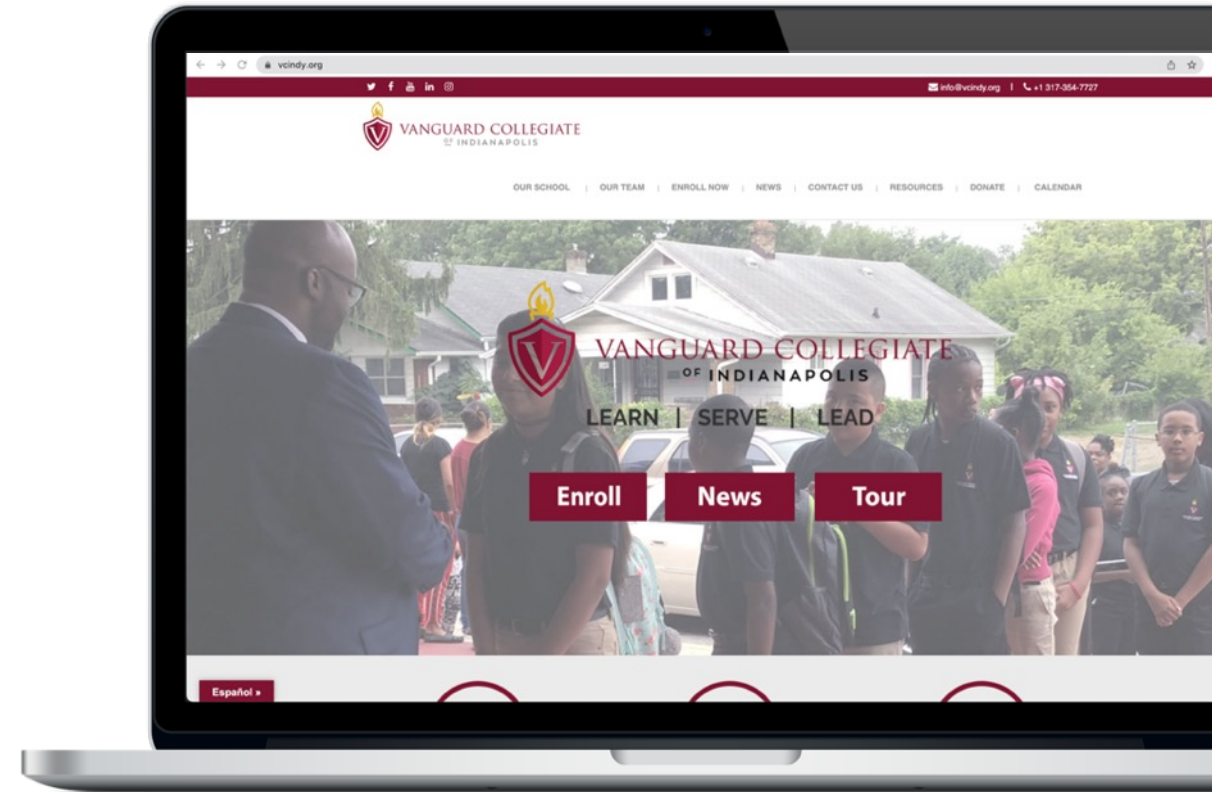 vcindy.org
info@vcindy.org | +1 317-354-7727
V VANGUARD COLLEGIATE
OF INDIANAPOLIS
OUR SCHOOL | OUR TEAM | ENROLL NOW | NEWS | CONTACT US | RESOURCES | DONATE | CALENDAR
V VANGUARD COLLEGIATE
OF INDIANAPOLIS
LEARN | SERVE | LEAD
Enroll News Tour
Español »